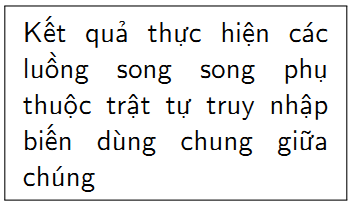 Kết quả thực hiện các
luồng song song phụ
thuộc trật tự truy nhập
biến dùng chung giữa
chúng